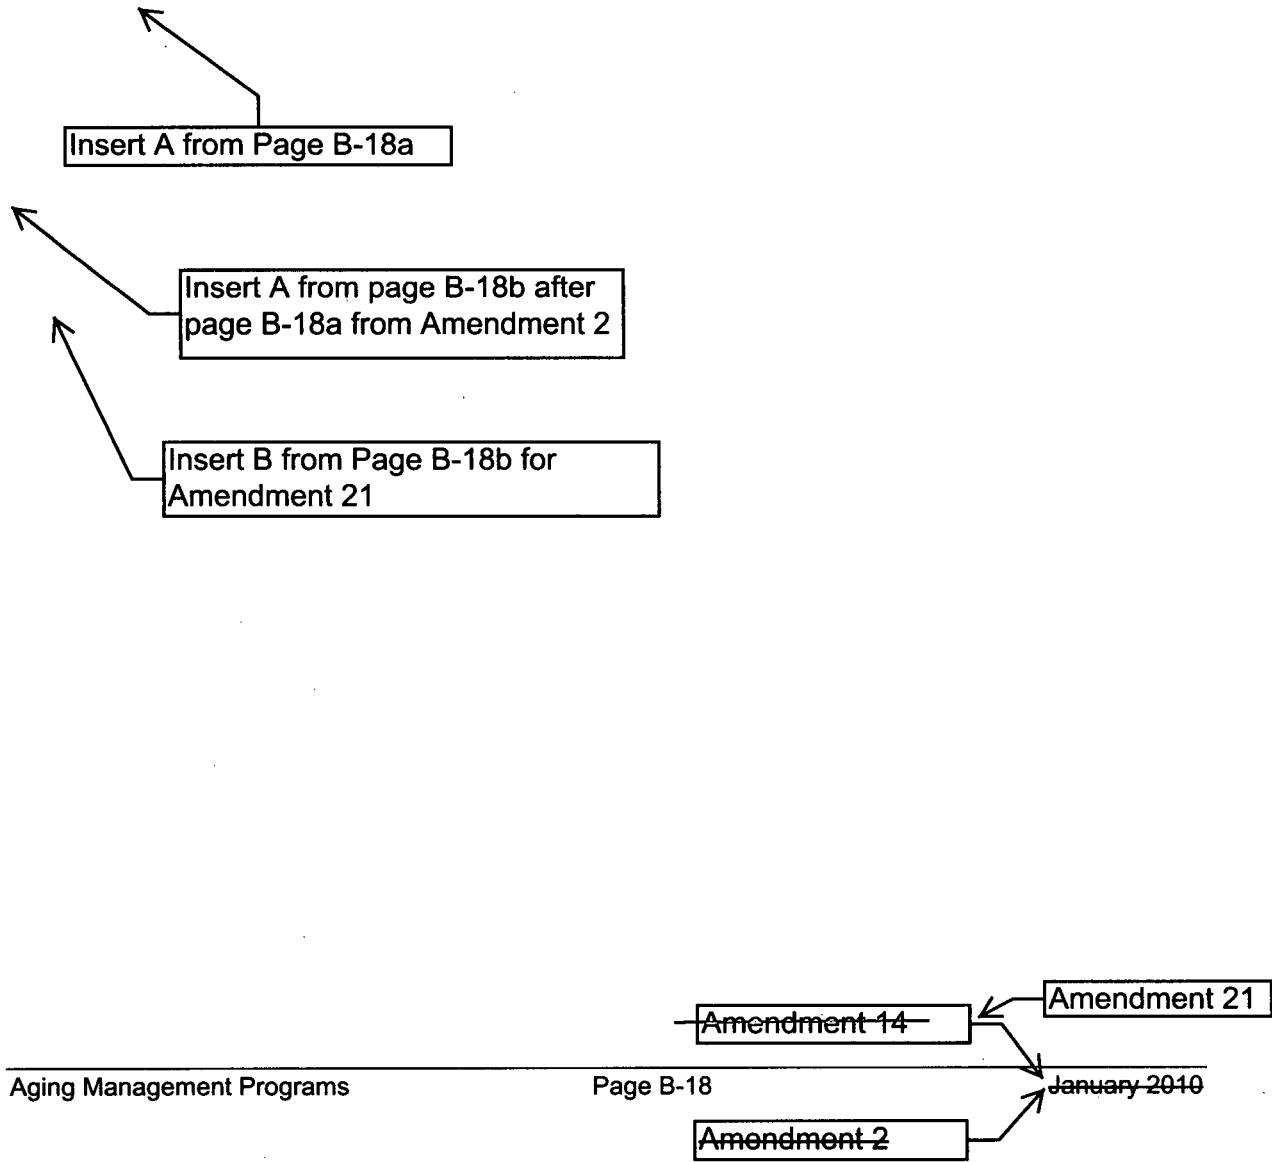 Insert A from Page B-18a
Insert A from page B-18b after
page B-18a from Amendment 2
Insert B from Page B-18b for
Amendment 21
Amendment 21
Amendment 14
Aging Management Programs Page B-18 January 2010
Amendment 2